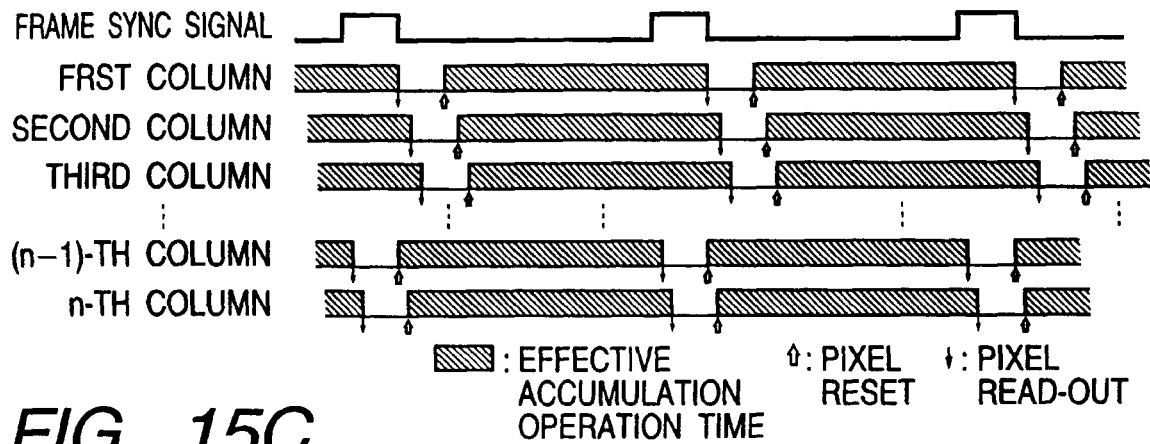 FRAME SYNC SIGNAL
FRST COLUMN
SECOND COLUMN
THIRD COLUMN
(n−1)-TH COLUMN
n-TH COLUMN
: EFFECTIVE ACCUMULATION OPERATION TIME
: PIXEL RESET
: PIXEL READ-OUT
FIG. 15C